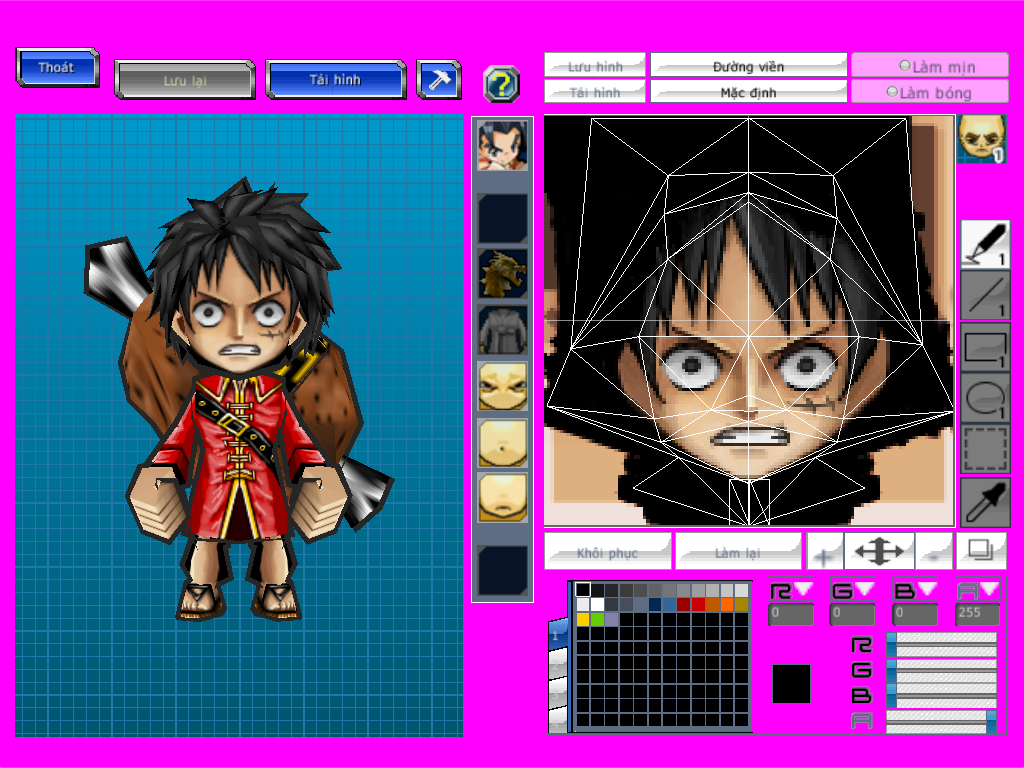 Thoát
Lưu lại
Tải hình
?
Lưu hình
Đường viền
Làm mịn
Tải hình
Mặc định
Làm bóng
1
1
1
1
1
Khôi phục
Làm lại
+
-
R
G
B
A
0
0
0
255
1
R
G
B
A